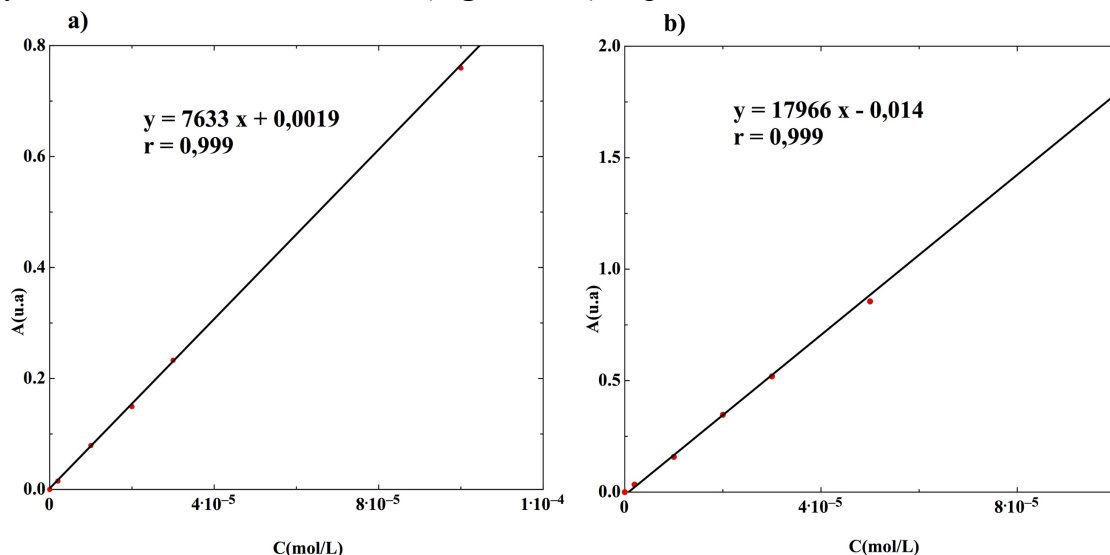 a)
0.8
0.6
0.4
0.2
0.0
A(u.a)
y = 7633 x + 0,0019
r = 0,999
0
4·10⁻⁵
8·10⁻⁵
1·10⁻⁴
C(mol/L)
b)
2.0
1.5
1.0
0.5
0.0
A(u.a)
y = 17966 x - 0,014
r = 0,999
0
4·10⁻⁵
8·10⁻⁵
C(mol/L)